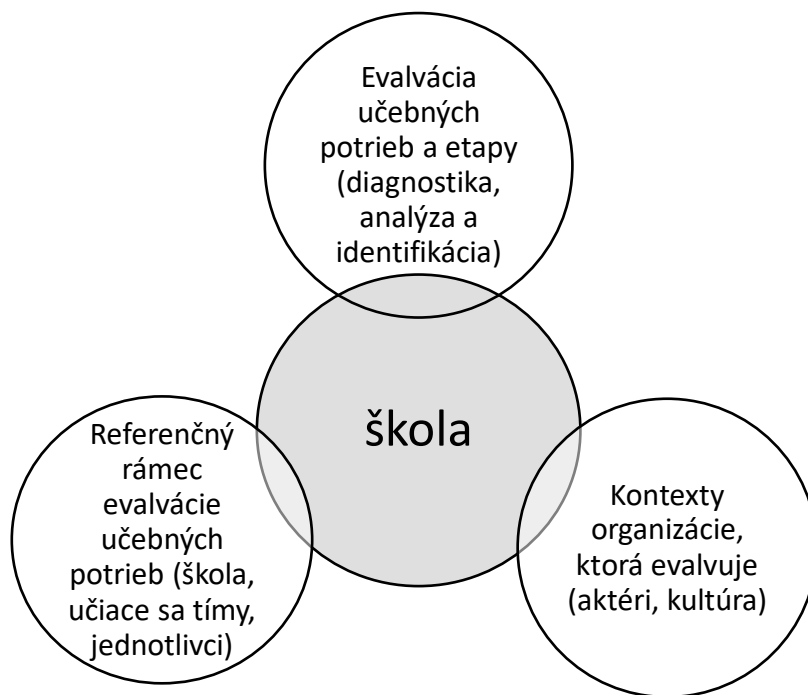 Evalvácia
učebných
potrieb a etapy
(diagnostika,
analýza a
identifikácia)
škola
Referenčný
rámec
evalvácie
učebných
potrieb (škola,
učiace sa tímy,
jednotlivci)
Kontexty
organizácie,
ktorá evalvuje
(aktéri, kultúra)